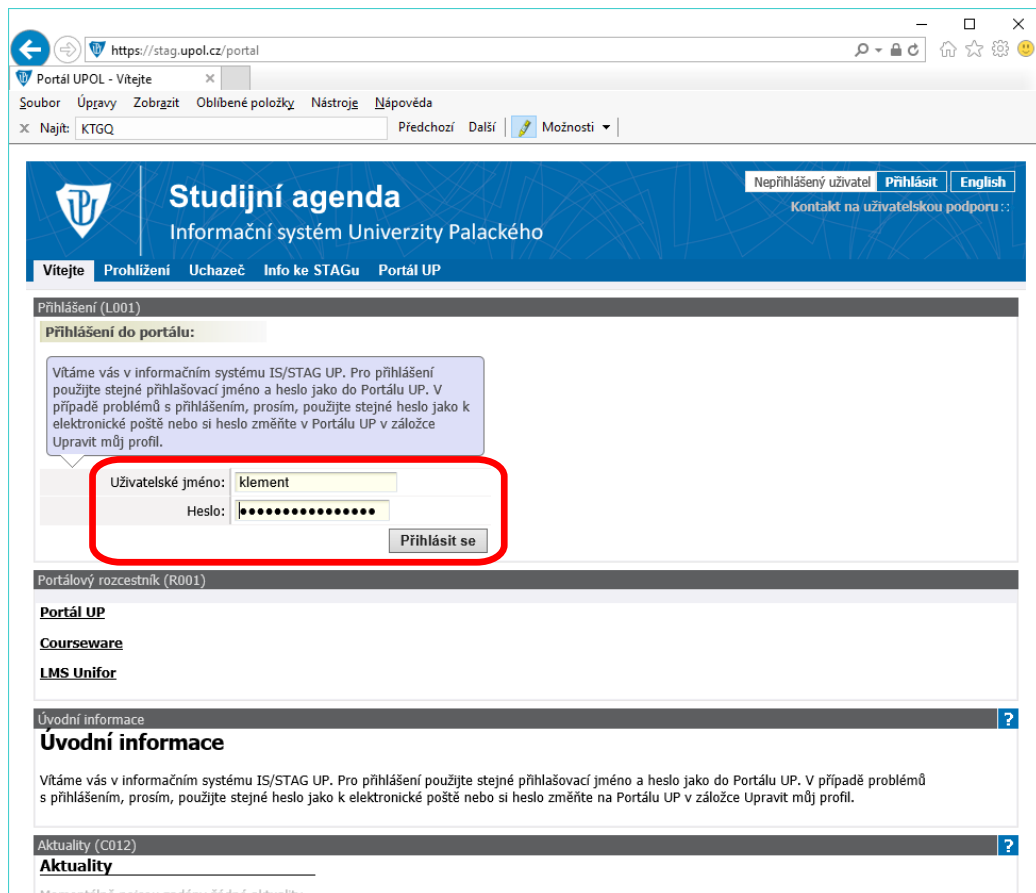 https://stag.upol.cz/portal
Portál UPOL - Vítejte
Soubor Úpravy Zobrazit Oblíbené položky Nástroje Nápověda
x Najít: KTGQ Předchozí Další Možnosti
Studijní agenda
Informační systém Univerzity Palackého
Nepřihlášený uživatel Přihlásit English
Kontakt na uživatelskou podporu::
Vítejte Prohlížení Uchazeč Info ke STAGu Portál UP
Přihlášení (L001)
Přihlášení do portálu:
Vítáme vás v informačním systému IS/STAG UP. Pro přihlášení
použijte stejné přihlašovací jméno a heslo jako do Portálu UP. V
případě problémů s přihlášením, prosím, použijte stejné heslo jako k
elektronické poště nebo si heslo změňte v Portálu UP v záložce
Upravit můj profil.
Uživatelské jméno: klement
Heslo: ●●●●●●●●●●●●●●●●
Přihlásit se
Portálový rozcestník (R001)
Portál UP
Courseware
LMS Unifor
Úvodní informace ?
Úvodní informace
Vítáme vás v informačním systému IS/STAG UP. Pro přihlášení použijte stejné přihlašovací jméno a heslo jako do Portálu UP. V případě problémů
s přihlášením, prosím, použijte stejné heslo jako k elektronické poště nebo si heslo změňte na Portálu UP v záložce Upravit můj profil.
Aktuality (C012) ?
Aktuality